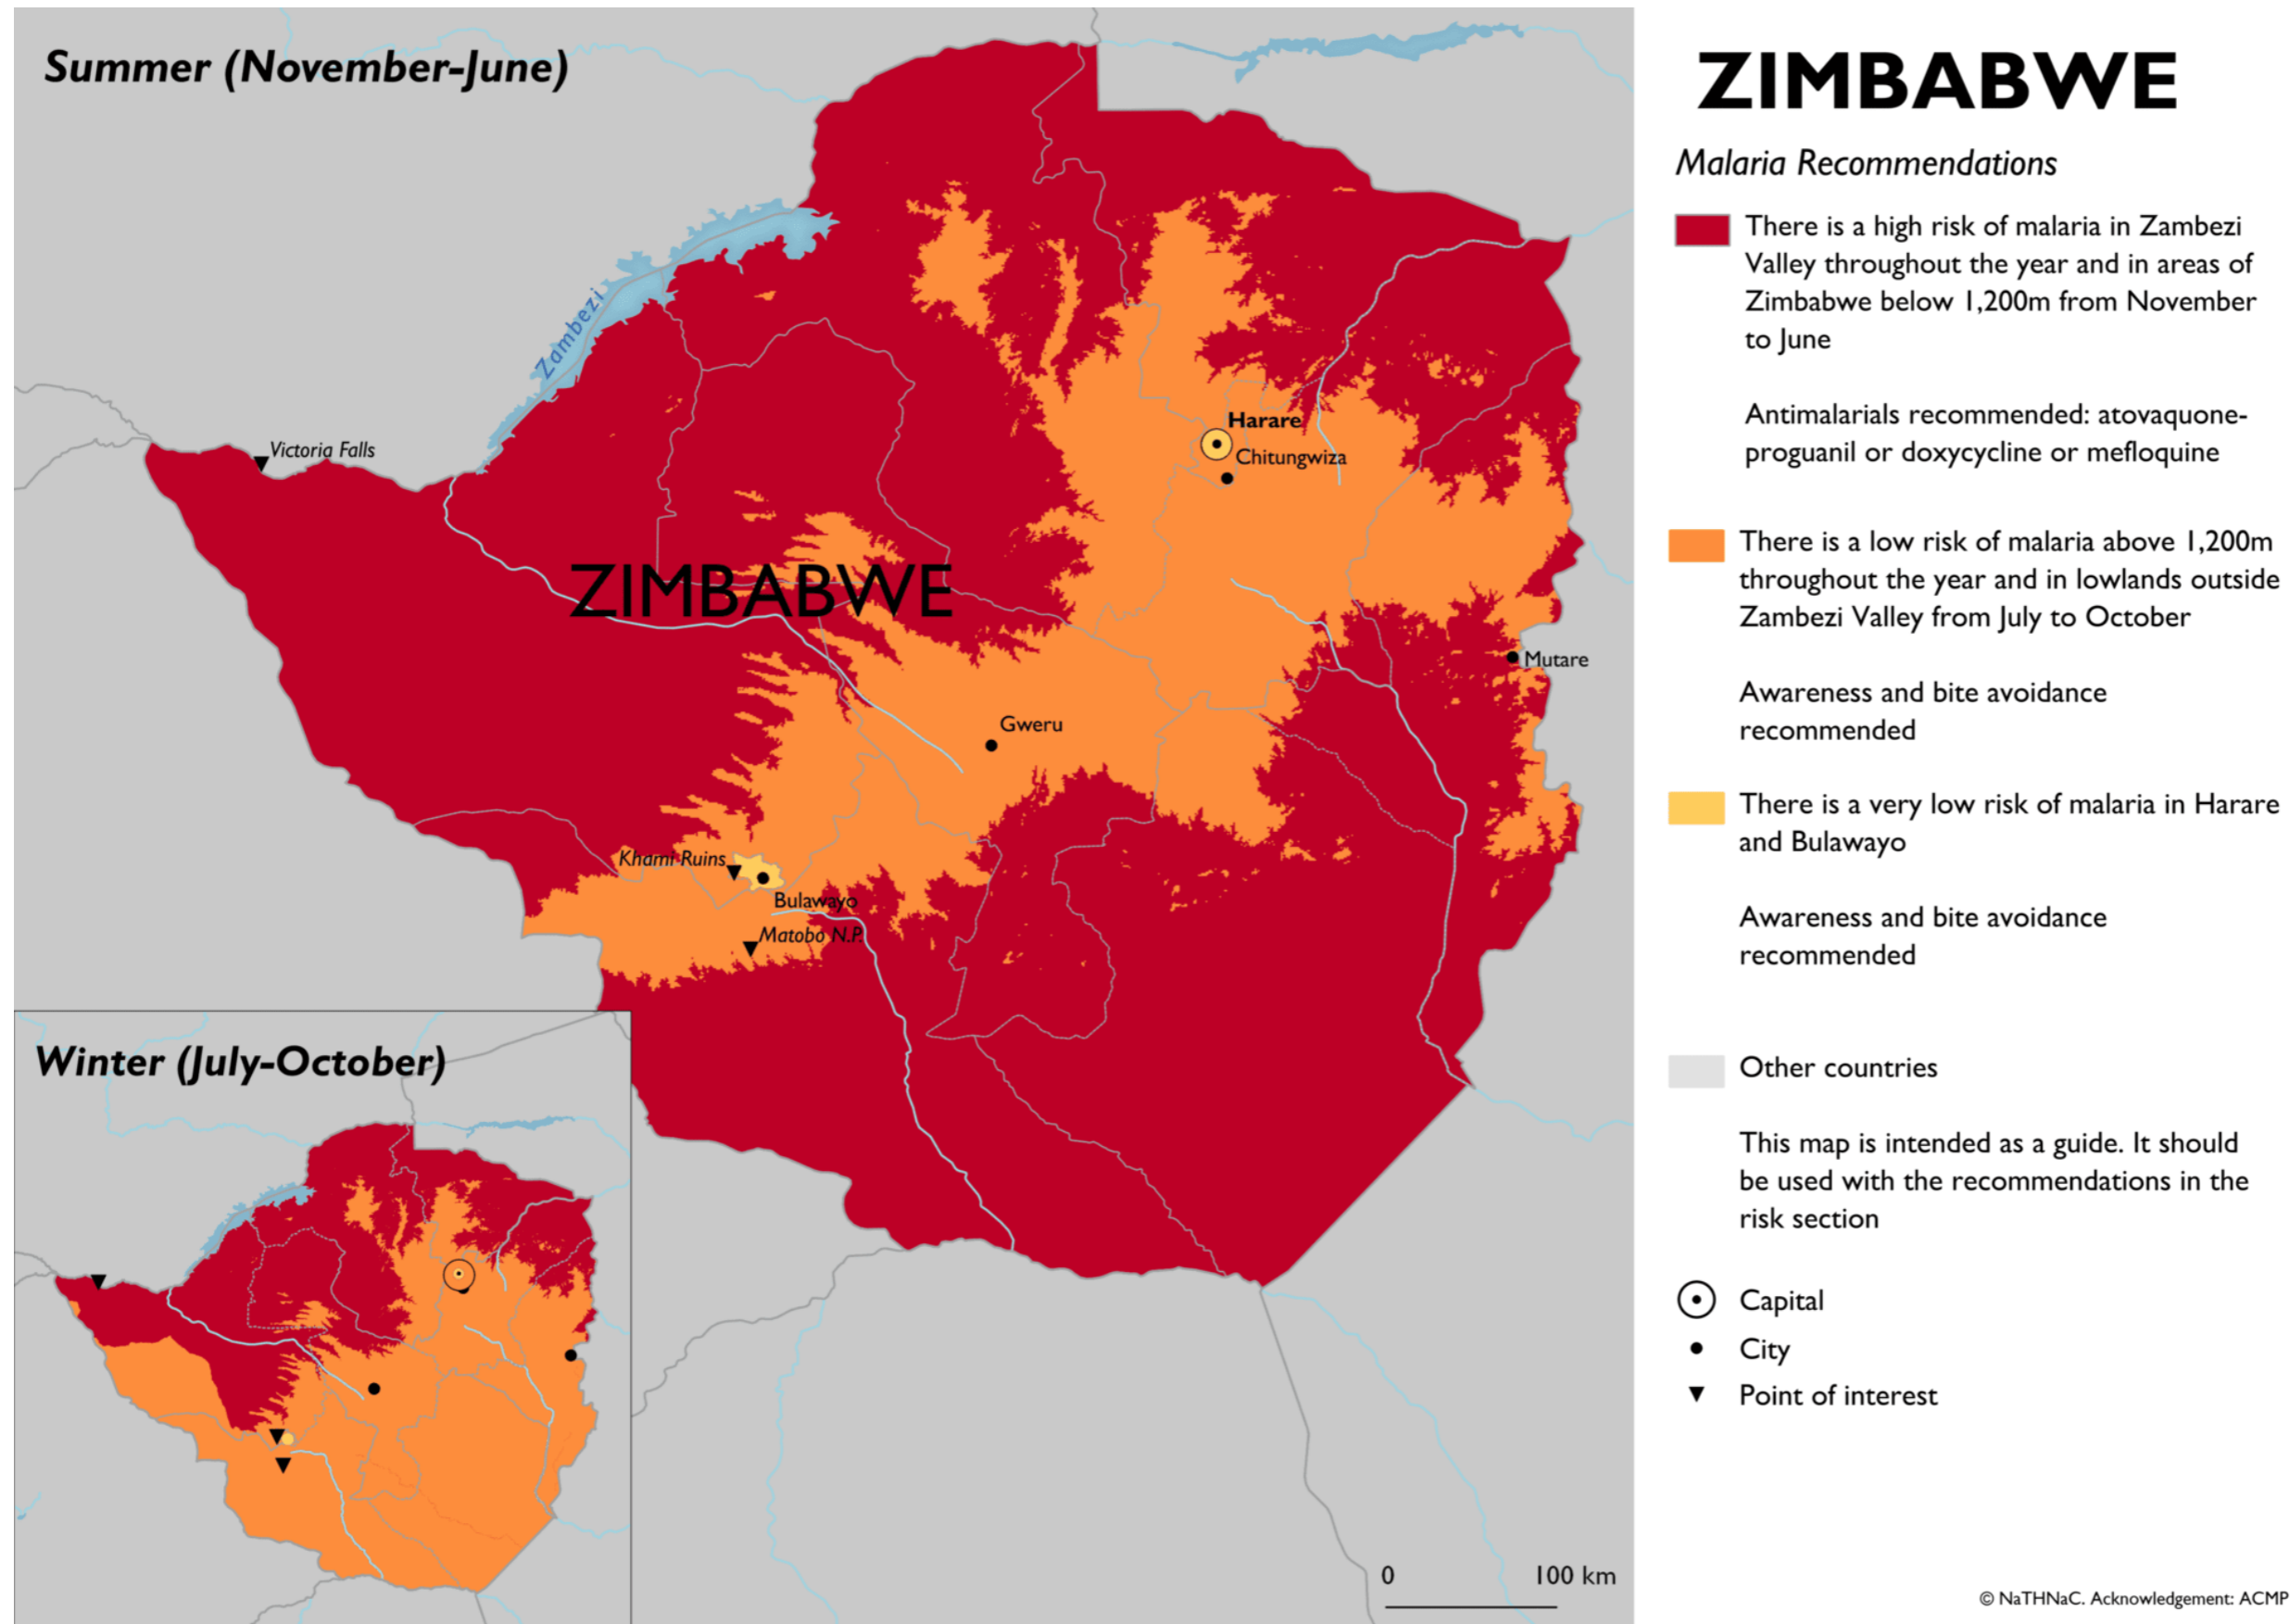 Summer (November-June)
ZIMBABWE
Malaria Recommendations
There is a high risk of malaria in Zambezi
Valley throughout the year and in areas of
Zimbabwe below 1,200m from November
to June
Antimalarials recommended: atovaquone-
proguanil or doxycycline or mefloquine
There is a low risk of malaria above 1,200m
throughout the year and in lowlands outside
Zambezi Valley from July to October
Awareness and bite avoidance
recommended
There is a very low risk of malaria in Harare
and Bulawayo
Awareness and bite avoidance
recommended
Other countries
This map is intended as a guide. It should
be used with the recommendations in the
risk section
Capital
City
Point of interest
Zambezi
Victoria Falls
Harare
Chitungwiza
ZIMBABWE
Mutare
Gweru
Khami Ruins
Bulawayo
Matobo N.P.
Winter (July-October)
0 100 km
© NaTHNaC. Acknowledgement: ACMP